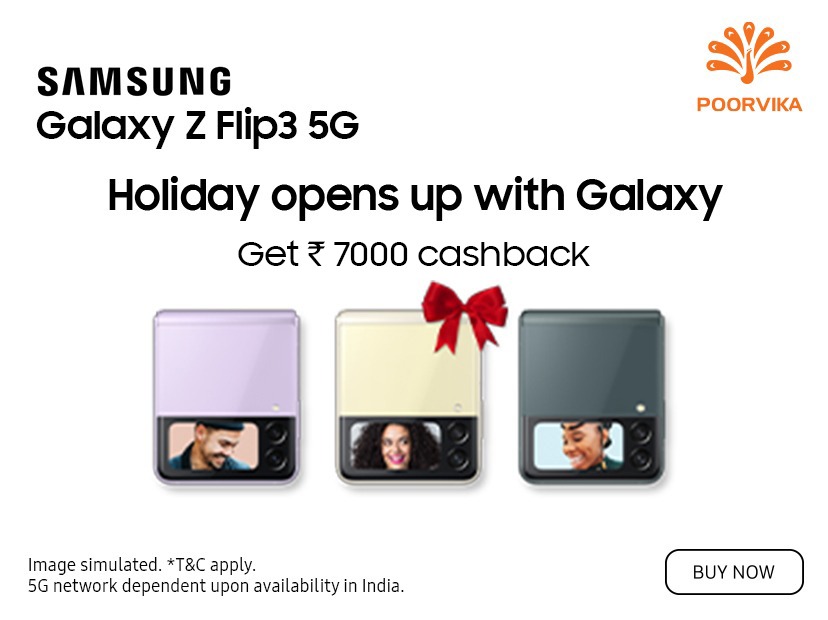 SAMSUNG
Galaxy Z Flip3 5G
POORVIKA
Holiday opens up with Galaxy
Get ₹ 7000 cashback
Image simulated. *T&C apply.
5G network dependent upon availability in India.
BUY NOW